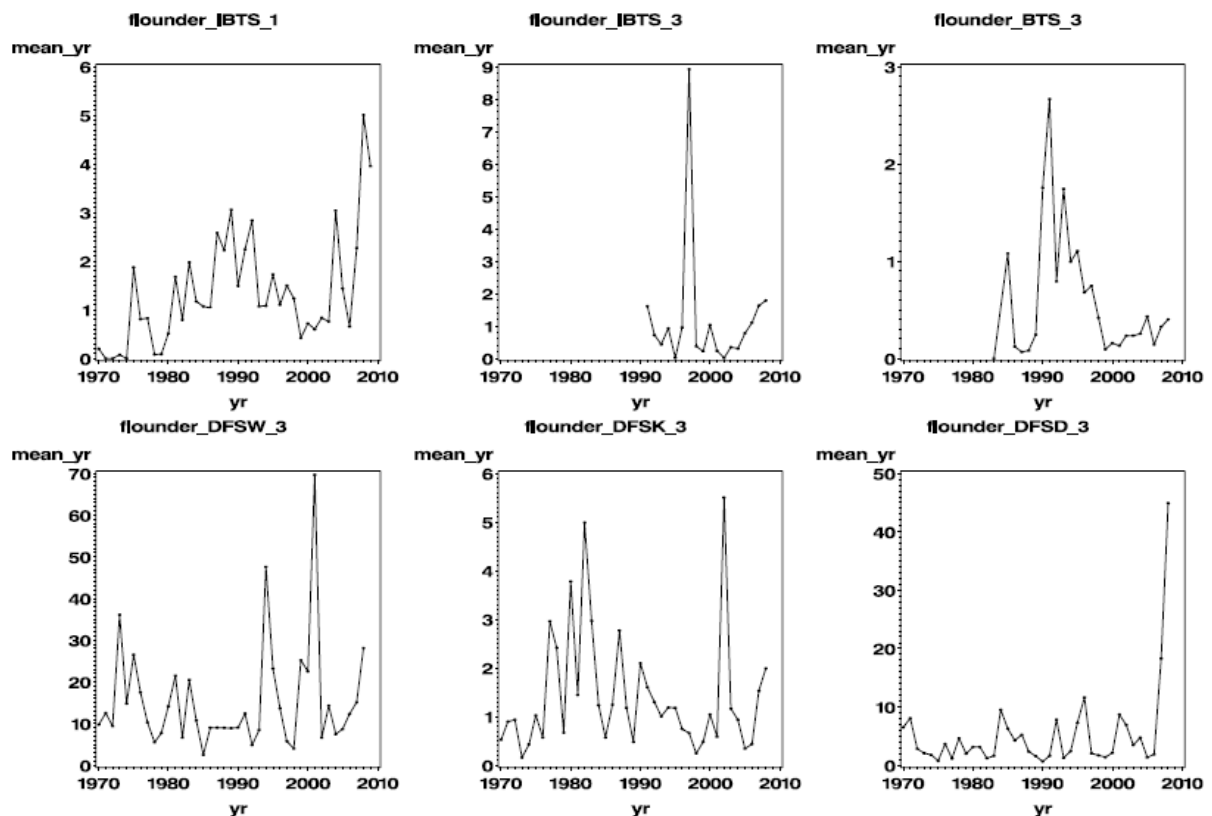 flounder_IBTS_1
mean_yr
6
5
4
3
2
1
0
1970 1980 1990 2000 2010
yr
flounder_IBTS_3
mean_yr
9
8
7
6
5
4
3
2
1
0
1970 1980 1990 2000 2010
yr
flounder_BTS_3
mean_yr
3
2
1
0
1970 1980 1990 2000 2010
yr
flounder_DFSW_3
mean_yr
70
60
50
40
30
20
10
0
1970 1980 1990 2000 2010
yr
flounder_DFSK_3
mean_yr
6
5
4
3
2
1
0
1970 1980 1990 2000 2010
yr
flounder_DFSD_3
mean_yr
50
40
30
20
10
0
1970 1980 1990 2000 2010
yr